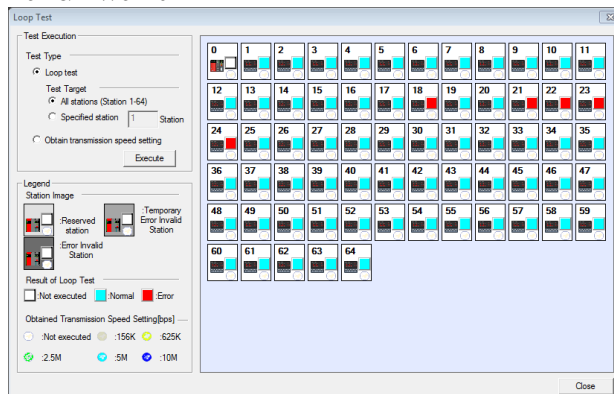 Loop Test
Test Execution
Test Type
Loop test
Test Target
All stations (Station 1-64)
Specified station 1 Station
Obtain transmission speed setting
Execute
Legend
Station Image
:Reserved station
:Temporary Error Invalid Station
:Error Invalid Station
Result of Loop Test
:Not executed :Normal :Error
Obtained Transmission Speed Setting[bps]
:Not executed :156K :625K
:2.5M :5M :10M
0 1 2 3 4 5 6 7 8 9 10 11
12 13 14 15 16 17 18 19 20 21 22 23
24 25 26 27 28 29 30 31 32 33 34 35
36 37 38 39 40 41 42 43 44 45 46 47
48 49 50 51 52 53 54 55 56 57 58 59
60 61 62 63 64
Close